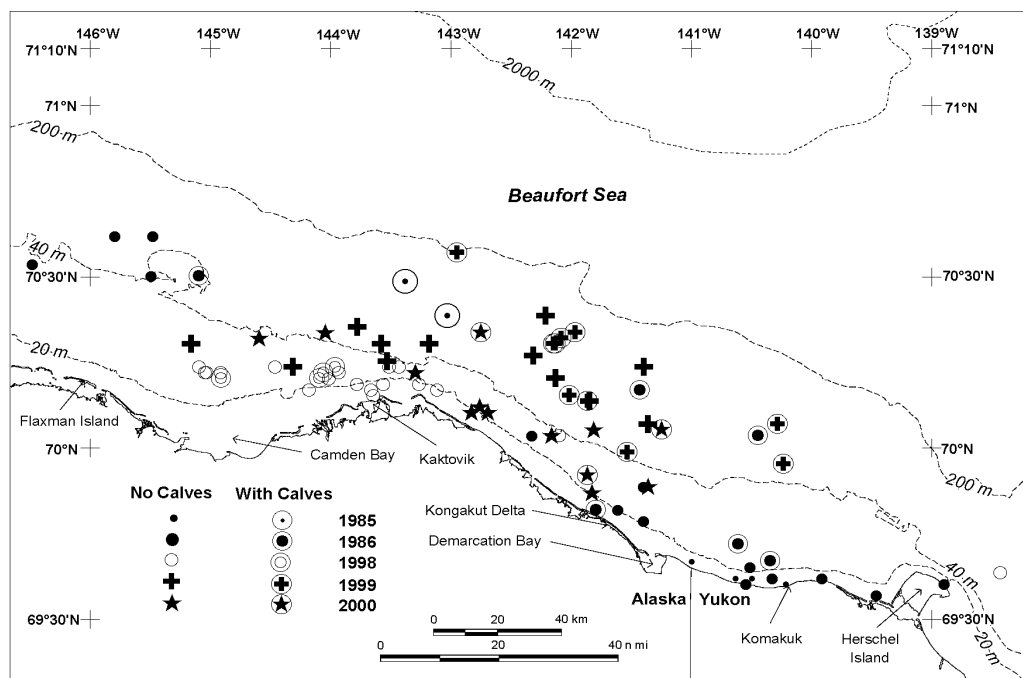 146°W 145°W 144°W 143°W 142°W 141°W 140°W 139°W
71°10'N 71°10'N
2000 m
71°N 71°N
200 m
Beaufort Sea
40 m
70°30'N 70°30'N
20 m
Flaxman Island
Camden Bay
Kaktovik
70°N 70°N
200 m
No Calves With Calves
1985
1986
1998
1999
2000
Kongakut Delta
Demarcation Bay
40 m
Alaska Yukon
69°30'N 69°30'N
20 m
Komakuk
Herschel
Island
20 0 20 40 km
20 0 20 40 n mi